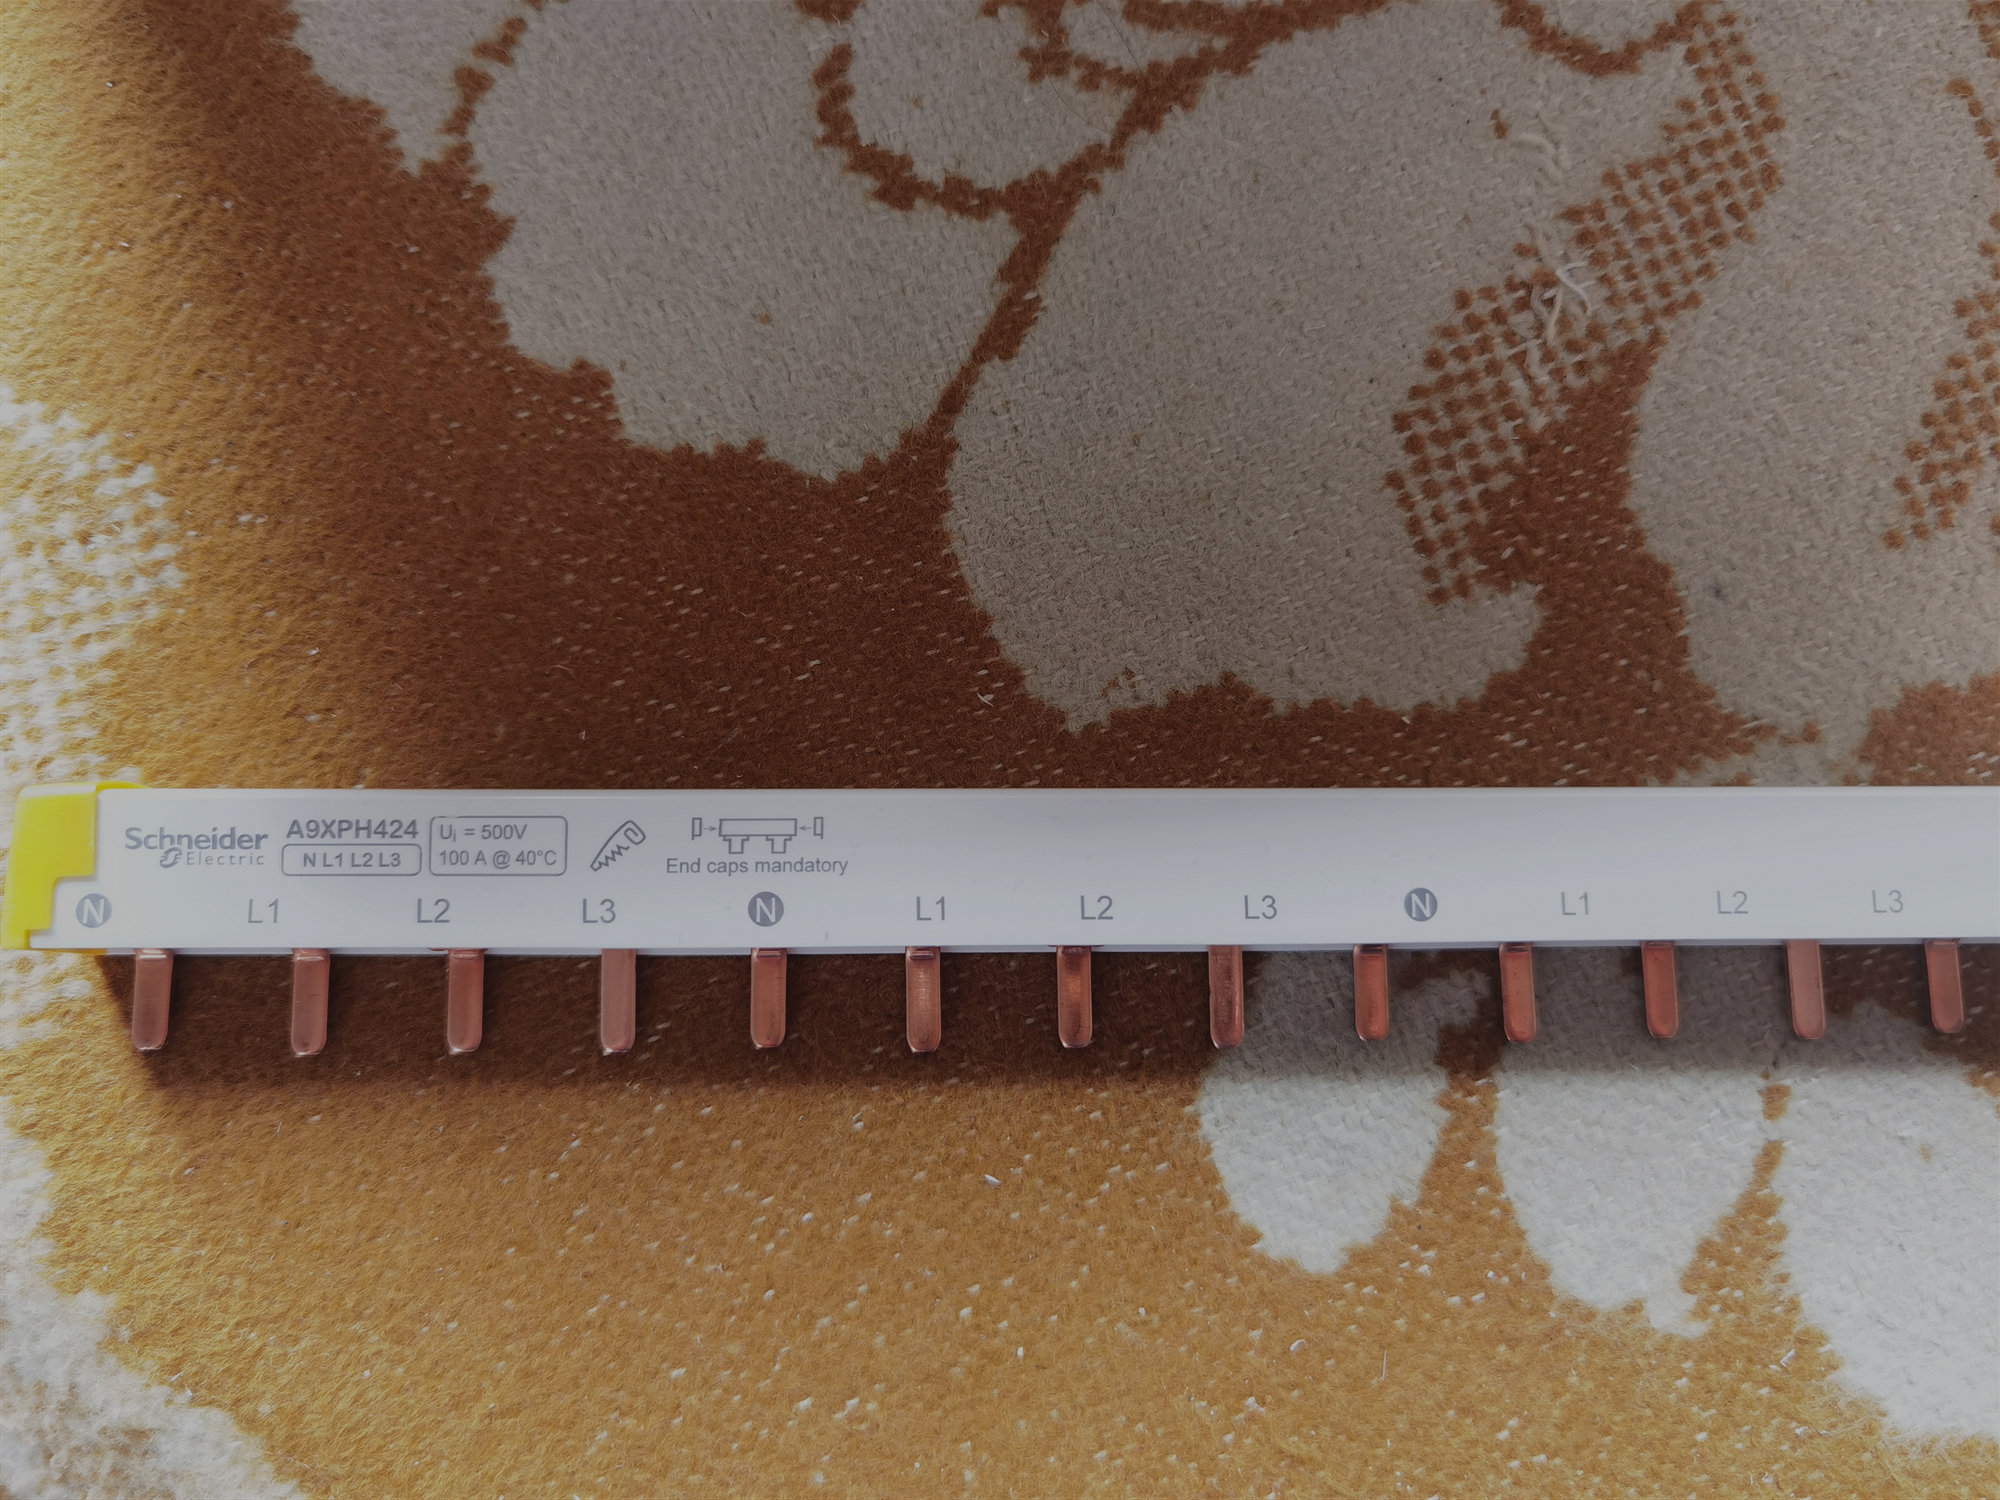 Schneider
Electric
A9XPH424
N L1 L2 L3
Ui = 500V
100 A @ 40°C
End caps mandatory
N L1 L2 L3 N L1 L2 L3 N L1 L2 L3